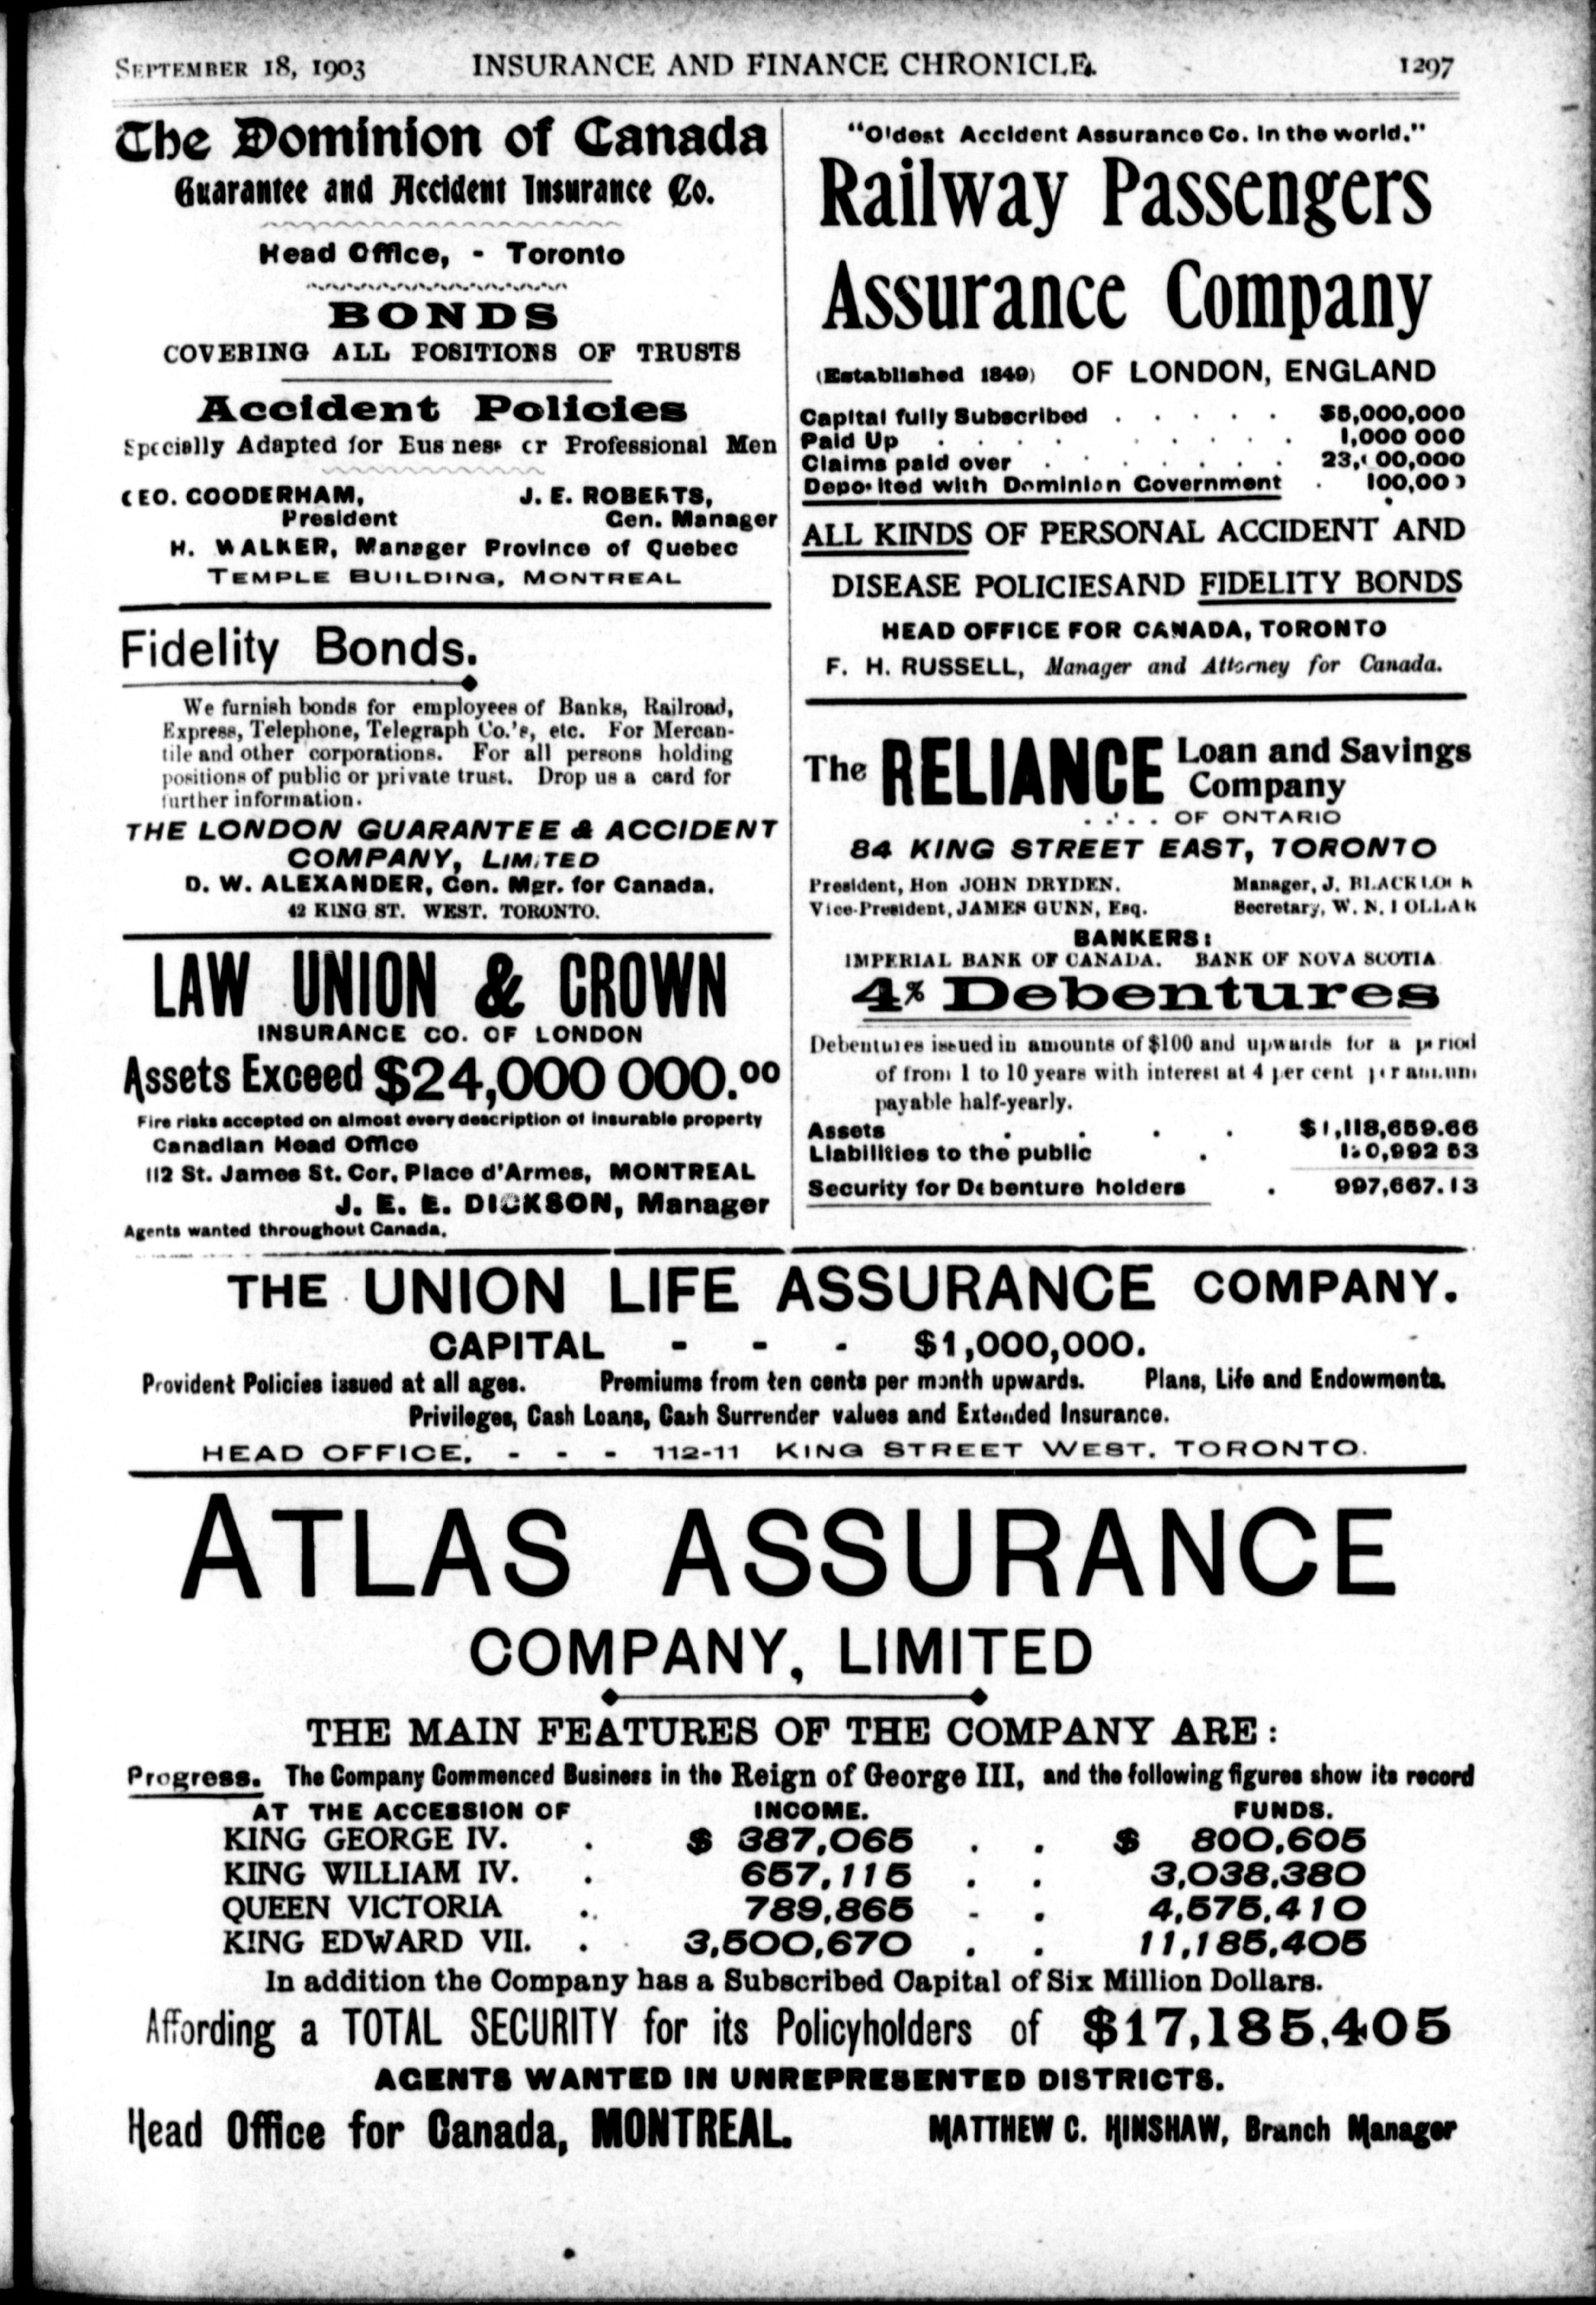 SEPTEMBER 18, 1903 INSURANCE AND FINANCE CHRONICLE. 1297
The Dominion of Canada
Guarantee and Accident Insurance Co.
Head Office, - Toronto
BONDS
COVERING ALL POSITIONS OF TRUSTS
Accident Policies
Specially Adapted for Business or Professional Men
GEO. GOODERHAM, J. E. ROBERTS,
President Gen. Manager
H. WALKER, Manager Province of Quebec
TEMPLE BUILDING, MONTREAL
Fidelity Bonds.
We furnish bonds for employees of Banks, Railroad,
Express, Telephone, Telegraph Co.'s, etc. For Mercan-
tile and other corporations. For all persons holding
positions of public or private trust. Drop us a card for
further information.
THE LONDON GUARANTEE & ACCIDENT
COMPANY, LIMITED
D. W. ALEXANDER, Gen. Mgr. for Canada.
42 KING ST. WEST. TORONTO.
LAW UNION & CROWN
INSURANCE CO. OF LONDON
Assets Exceed $24,000 000.00
Fire risks accepted on almost every description of insurable property
Canadian Head Office
112 St. James St. Cor. Place d'Armes, MONTREAL
J. E. E. DICKSON, Manager
Agents wanted throughout Canada.
"Oldest Accident Assurance Co. in the world."
Railway Passengers
Assurance Company
(Established 1849) OF LONDON, ENGLAND
Capital fully Subscribed . . . . . $5,000,000
Paid Up . . . . . . . . . 1,000 000
Claims paid over . . . . . . .
Deposited with Dominion Government . 100,000
ALL KINDS OF PERSONAL ACCIDENT AND
DISEASE POLICIES AND FIDELITY BONDS
HEAD OFFICE FOR CANADA, TORONTO
F. H. RUSSELL, Manager and Attorney for Canada.
The RELIANCE Loan and Savings
Company
. . . . OF ONTARIO
84 KING STREET EAST, TORONTO
President, Hon JOHN DRYDEN. Manager, J. BLACKLOCK
Vice-President, JAMES GUNN, Esq. Secretary, W. N. DOLLAR
BANKERS:
IMPERIAL BANK OF CANADA. BANK OF NOVA SCOTIA
4% Debentures
Debentures issued in amounts of $100 and upwards for a period
of from 1 to 10 years with interest at 4 per cent per annum
payable half-yearly.
Assets . . . . $1,118,659.66
Liabilities to the public .
Security for Debenture holders . 997,667.13
THE UNION LIFE ASSURANCE COMPANY.
CAPITAL - - - $1,000,000.
Provident Policies issued at all ages. Premiums from ten cents per month upwards. Plans, Life and Endowments.
Privileges, Cash Loans, Cash Surrender values and Extended Insurance.
HEAD OFFICE, - - - 112-11 KING STREET WEST, TORONTO.
ATLAS ASSURANCE
COMPANY, LIMITED
THE MAIN FEATURES OF THE COMPANY ARE:
Progress. The Company Commenced Business in the Reign of George III, and the following figures show its record
AT THE ACCESSION OF INCOME. FUNDS.
KING GEORGE IV. . $ 387,065 . . $ 800,605
KING WILLIAM IV. . 657,115 . . 3,038,380
QUEEN VICTORIA . . 789,865 - . 4,575,410
KING EDWARD VII. . 3,500,670 . . 11,185,405
In addition the Company has a Subscribed Capital of Six Million Dollars.
Affording a TOTAL SECURITY for its Policyholders of $17,185,405
AGENTS WANTED IN UNREPRESENTED DISTRICTS.
Head Office for Canada, MONTREAL. MATTHEW C. HINSHAW, Branch Manager